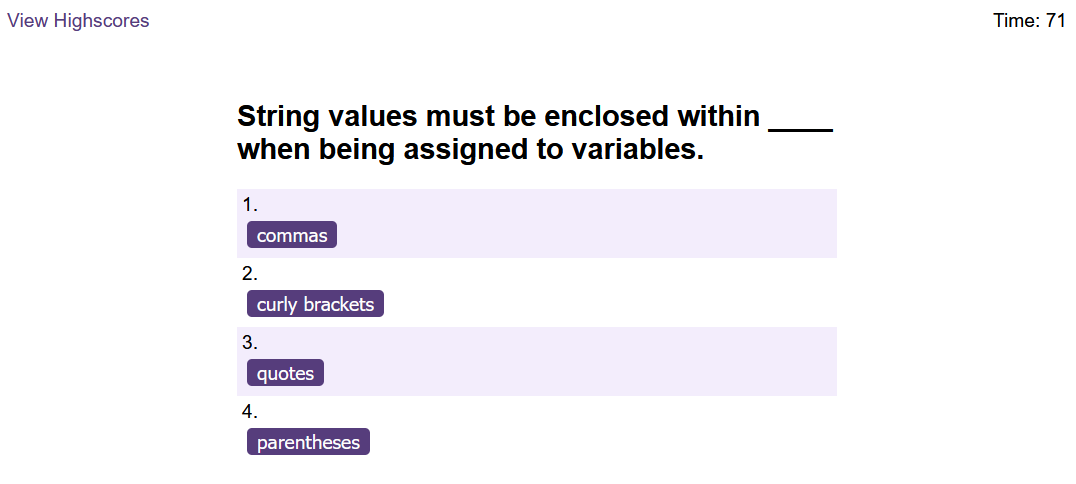 View Highscores
Time: 71
String values must be enclosed within ____
when being assigned to variables.
1.
commas
2.
curly brackets
3.
quotes
4.
parentheses